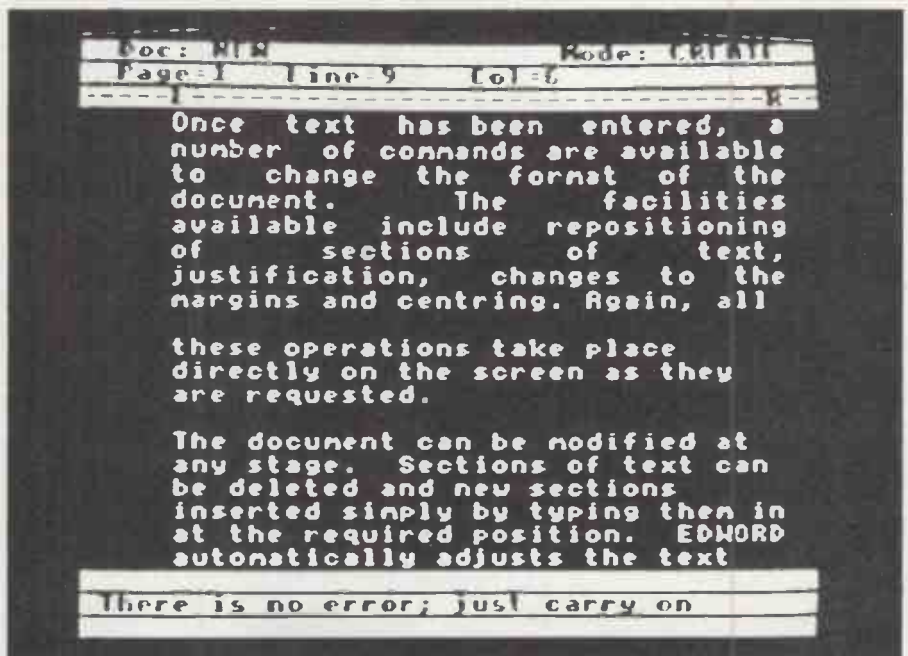 Doc: NEW Mode: CREATE
Page=1 Line=9 Col=6
Once text has been entered, a
number of commands are available
to change the format of the
document. The facilities
available include repositioning
of sections of text,
justification, changes to the
margins and centring. Again, all
these operations take place
directly on the screen as they
are requested.
The document can be modified at
any stage. Sections of text can
be deleted and new sections
inserted simply by typing them in
at the required position. EDWORD
automatically adjusts the text
There is no error; just carry on